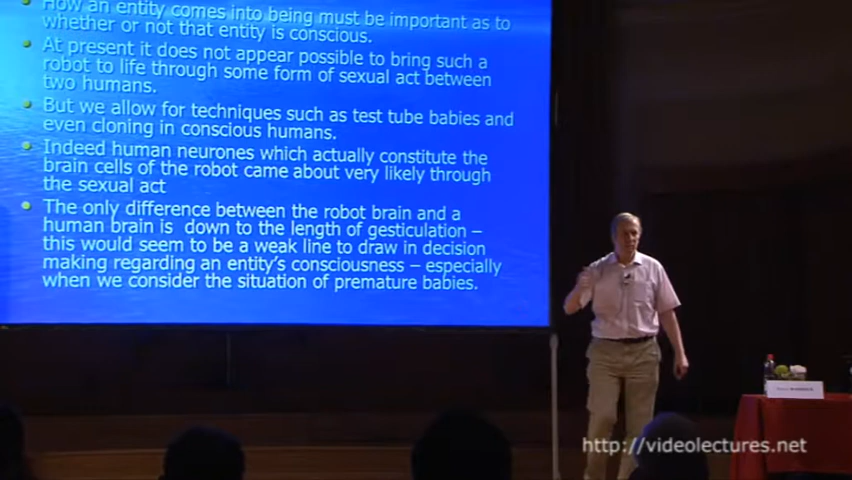 How an entity comes into being must be important as to
whether or not that entity is conscious.
At present it does not appear possible to bring such a
robot to life through some form of sexual act between
two humans.
But we allow for techniques such as test tube babies and
even cloning in conscious humans.
Indeed human neurones which actually constitute the
brain cells of the robot came about very likely through
the sexual act
The only difference between the robot brain and a
human brain is down to the length of gesticulation –
this would seem to be a weak line to draw in decision
making regarding an entity's consciousness – especially
when we consider the situation of premature babies.
http://videolectures.net